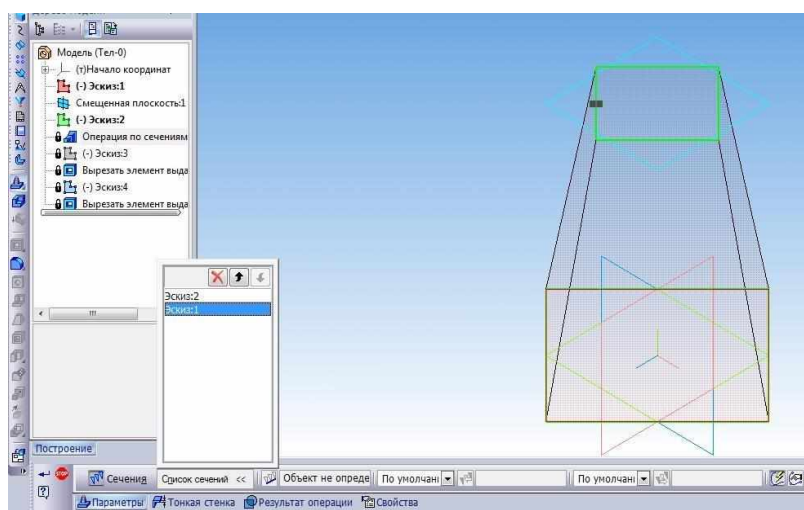 Модель (Тел-0)
(т)Начало координат
(-) Эскиз:1
Смещенная плоскость:1
(-) Эскиз:2
Операция по сечениям
(-) Эскиз:3
Вырезать элемент выда
(-) Эскиз:4
Вырезать элемент выда
Эскиз:2
Эскиз:1
Построение
Сечения Список сечений << Объект не опреде По умолчани По умолчани
Параметры Тонкая стенка Результат операции Свойства